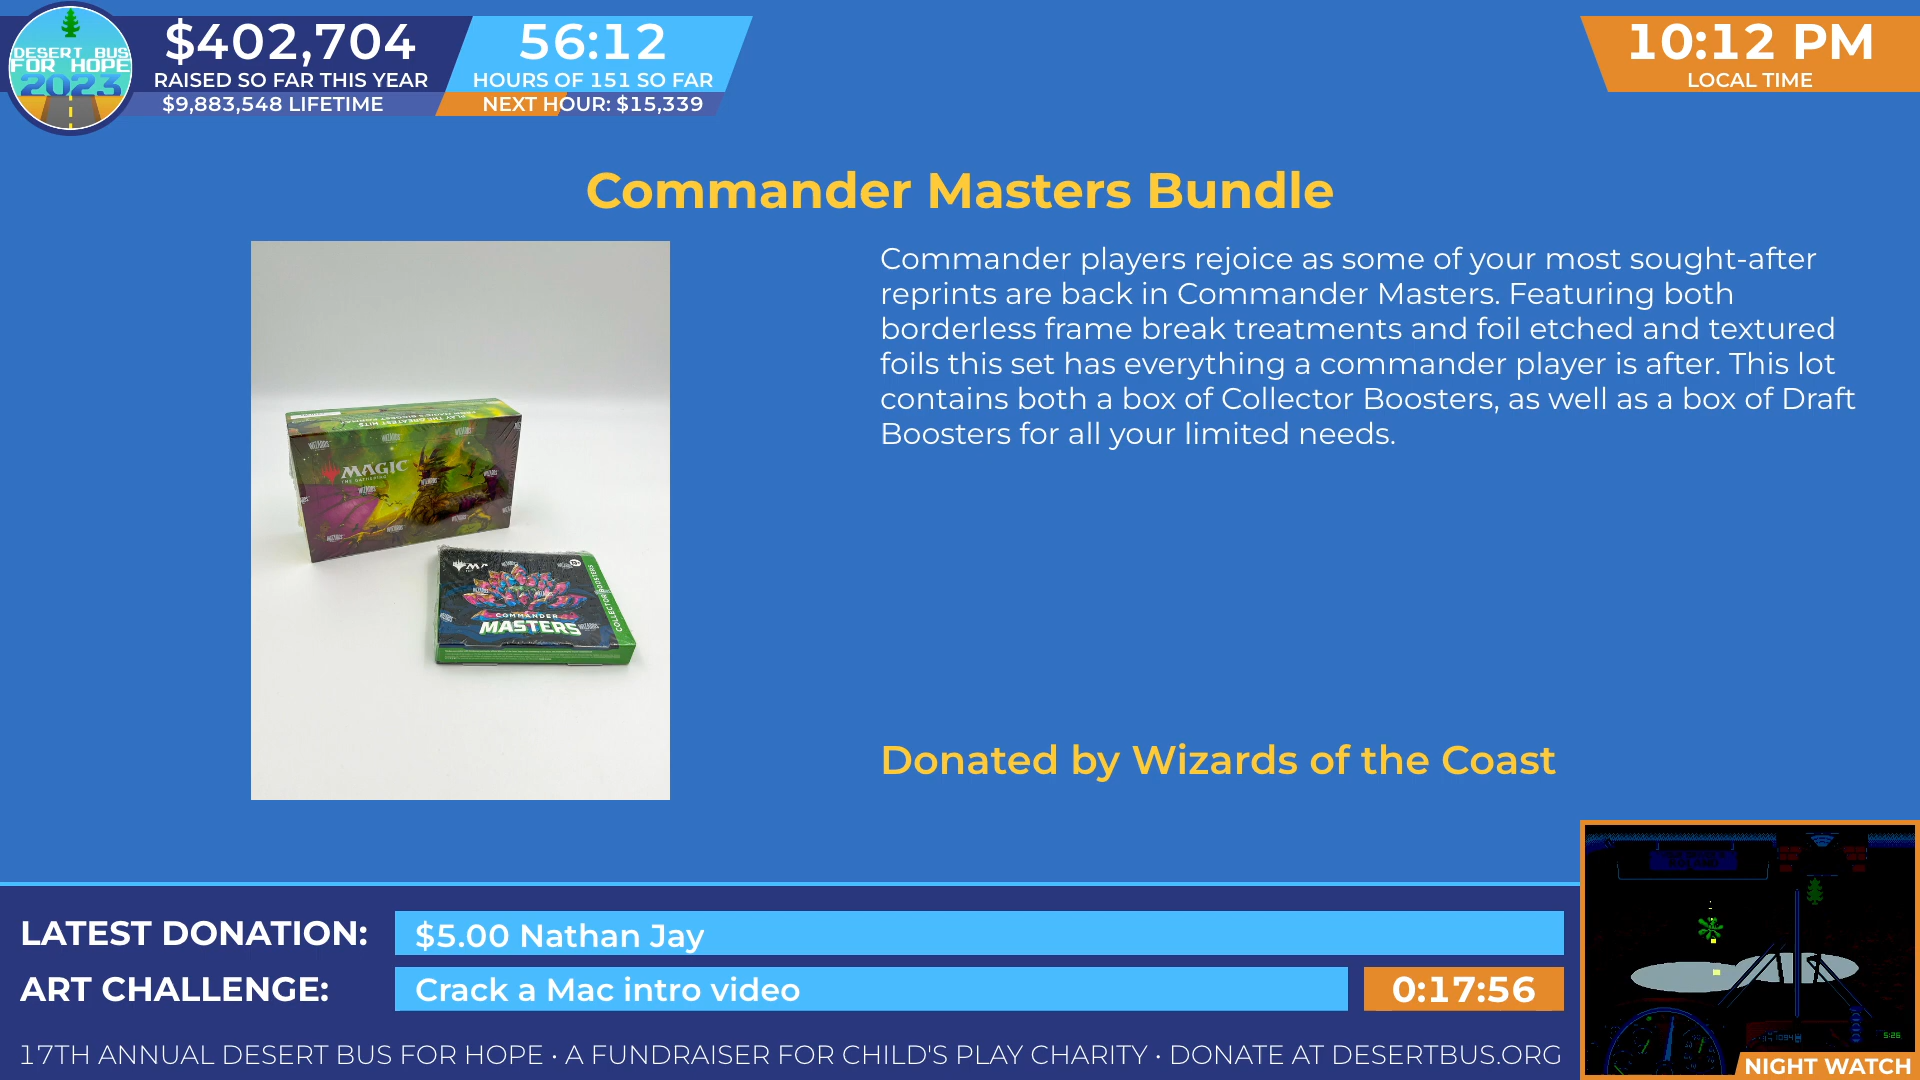 DESERT BUS
FOR HOPE
2023
$402,704
RAISED SO FAR THIS YEAR
$9,883,548 LIFETIME
56:12
HOURS OF 151 SO FAR
NEXT HOUR: $15,339
10:12 PM
LOCAL TIME
Commander Masters Bundle
Commander players rejoice as some of your most sought-after
reprints are back in Commander Masters. Featuring both
borderless frame break treatments and foil etched and textured
foils this set has everything a commander player is after. This lot
contains both a box of Collector Boosters, as well as a box of Draft
Boosters for all your limited needs.
MAGIC
THE GATHERING
COMMANDER
MASTERS
COLLECTOR BOOSTERS
Donated by Wizards of the Coast
LATEST DONATION:
$5.00 Nathan Jay
ART CHALLENGE:
Crack a Mac intro video
0:17:56
17TH ANNUAL DESERT BUS FOR HOPE • A FUNDRAISER FOR CHILD'S PLAY CHARITY • DONATE AT DESERTBUS.ORG
5:26
NIGHT WATCH